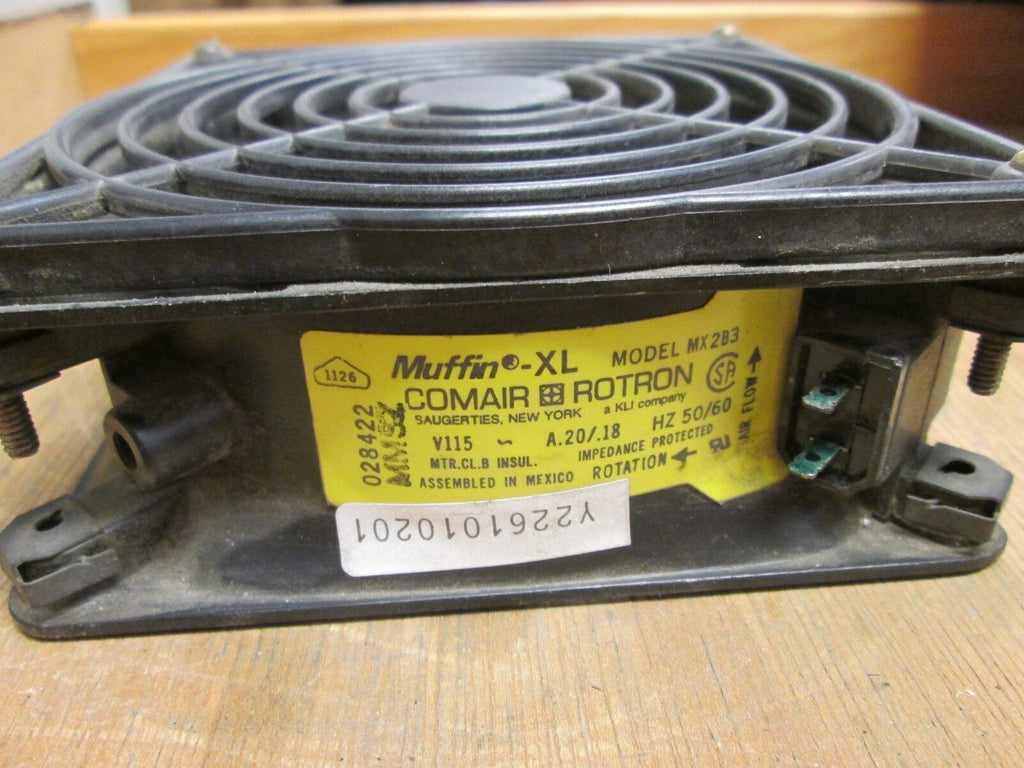 1126
Muffin®-XL
MODEL MX2B3
COMAIR ROTRON
SAUGERTIES, NEW YORK a KLI company
V115 ~ A.20/.18 HZ 50/60
MTR.CL.B INSUL. IMPEDANCE PROTECTED
ASSEMBLED IN MEXICO ROTATION ←
AIR FLOW →
028422
Y2261010201